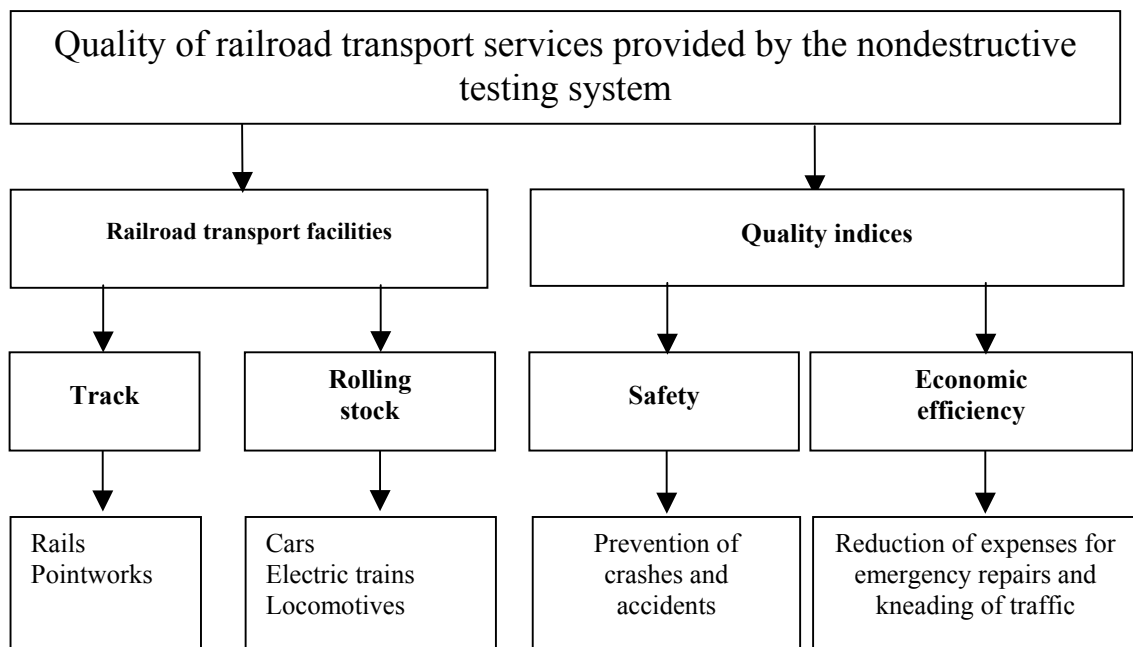 Quality of railroad transport services provided by the nondestructive
testing system
Railroad transport facilities
Quality indices
Track
Rolling
stock
Safety
Economic
efficiency
Rails
Pointworks
Cars
Electric trains
Locomotives
Prevention of
crashes and
accidents
Reduction of expenses for
emergency repairs and
kneading of traffic